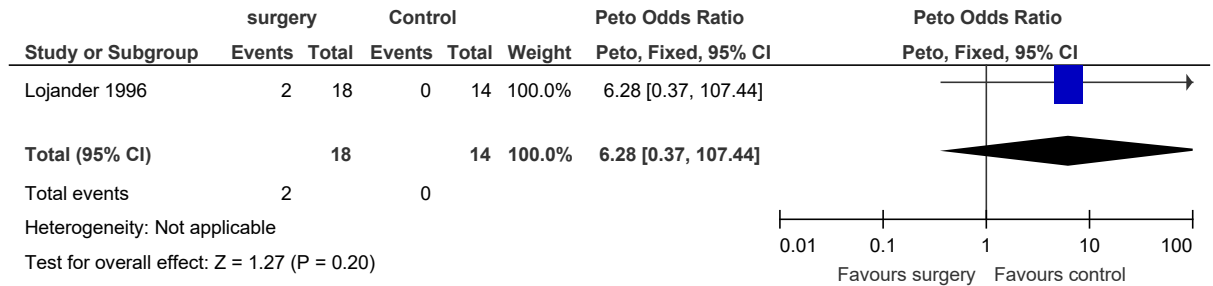 surgery Control Peto Odds Ratio Peto Odds Ratio
Study or Subgroup Events Total Events Total Weight Peto, Fixed, 95% CI Peto, Fixed, 95% CI
Lojander 1996 2 18 0 14 100.0% 6.28 [0.37, 107.44]
Total (95% CI) 18 14 100.0% 6.28 [0.37, 107.44]
Total events 2 0
Heterogeneity: Not applicable
Test for overall effect: Z = 1.27 (P = 0.20)
0.01 0.1 1 10 100
Favours surgery Favours control